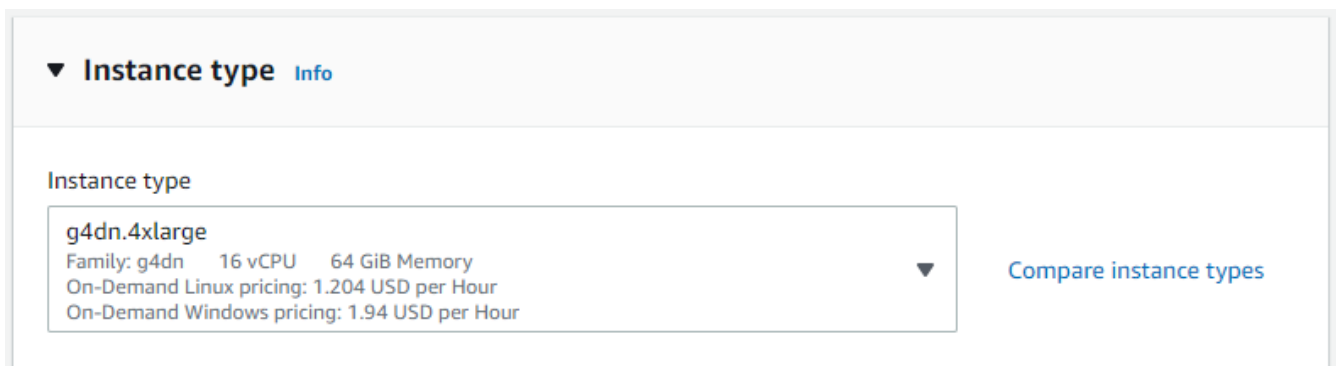 Instance type Info
Instance type
g4dn.4xlarge
Family: g4dn 16 vCPU 64 GiB Memory
On-Demand Linux pricing: 1.204 USD per Hour
On-Demand Windows pricing: 1.94 USD per Hour
Compare instance types